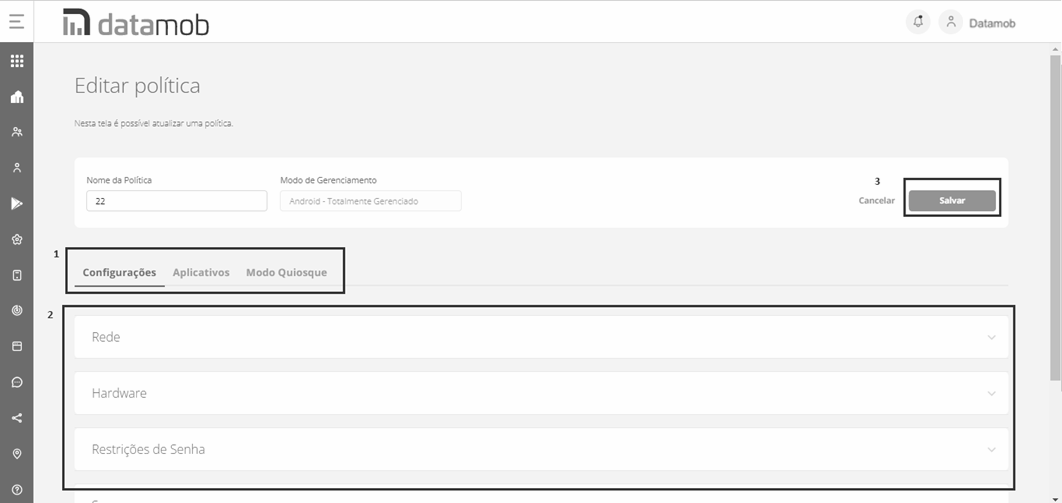 datamob
Datamob
Editar política
Nesta tela é possível atualizar uma política.
Nome da Política
Modo de Gerenciamento
3
22
Android - Totalmente Gerenciado
Cancelar
Salvar
1
Configurações
Aplicativos
Modo Quiosque
2
Rede
Hardware
Restrições de Senha